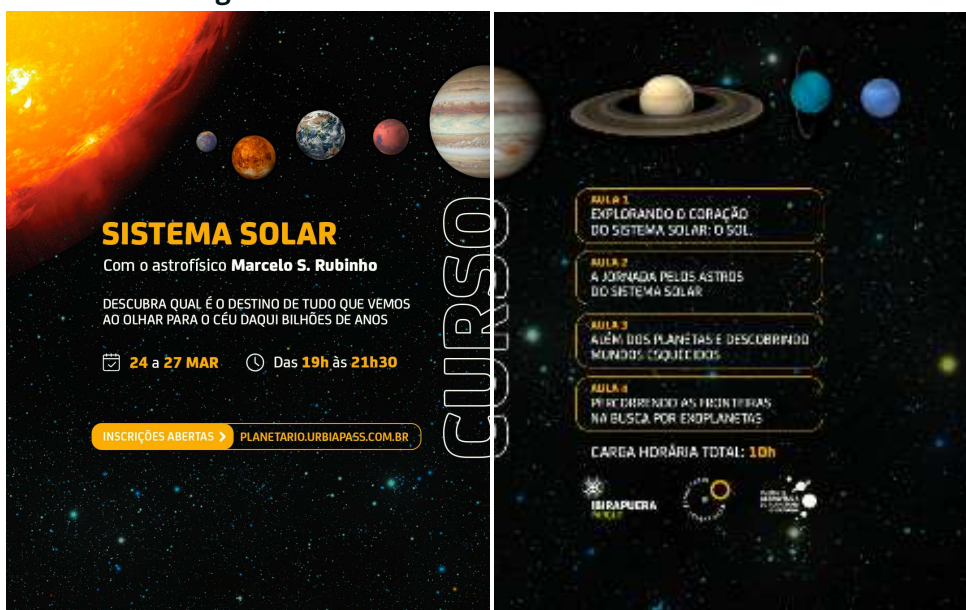 SISTEMA SOLAR
Com o astrofísico Marcelo S. Rubinho
DESCUBRA QUAL É O DESTINO DE TUDO QUE VEMOS
AO OLHAR PARA O CÉU DAQUI BILHÕES DE ANOS
24 a 27 MAR Das 19h às 21h30
INSCRIÇÕES ABERTAS PLANETARIO.URBIAPASS.COM.BR
CURSO
AULA 1
EXPLORANDO O CORAÇÃO
DO SISTEMA SOLAR: O SOL.
AULA 2
A JORNADA PELOS ASTROS
DO SISTEMA SOLAR
AULA 3
ALÉM DOS PLANETAS E DESCOBRINDO
MUNDOS ESQUECIDOS
AULA 4
PERCORRENDO AS FRONTEIRAS
NA BUSCA POR EXOPLANETAS
CARGA HORÁRIA TOTAL: 10h
IBIRAPUERA
PARQUE